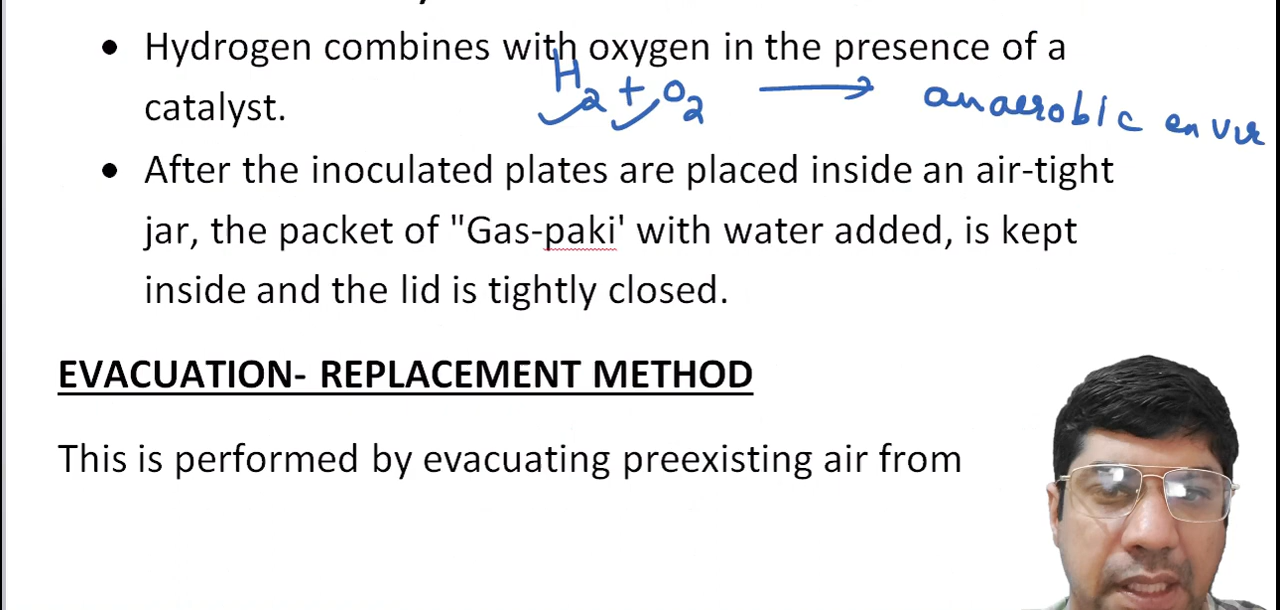 • Hydrogen combines with oxygen in the presence of a
catalyst.
H2 + O2 → anaerobic envir
• After the inoculated plates are placed inside an air-tight
jar, the packet of "Gas-paki' with water added, is kept
inside and the lid is tightly closed.
EVACUATION- REPLACEMENT METHOD
This is performed by evacuating preexisting air from